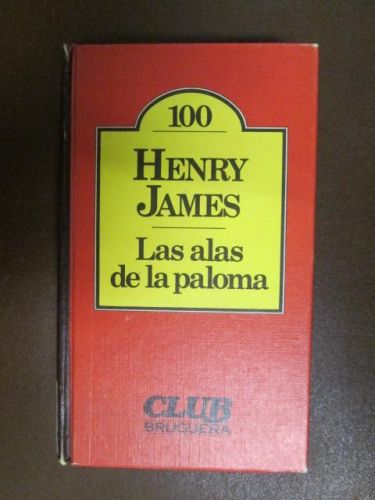 100
HENRY
JAMES
Las alas
de la paloma
CLUB
BRUGUERA